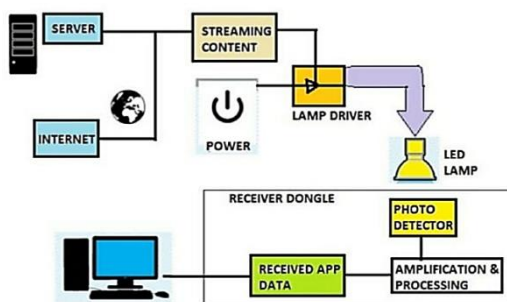 SERVER
STREAMING
CONTENT
INTERNET
POWER
LAMP DRIVER
LED
LAMP
RECEIVER DONGLE
PHOTO
DETECTOR
RECEIVED APP
DATA
AMPLIFICATION &
PROCESSING